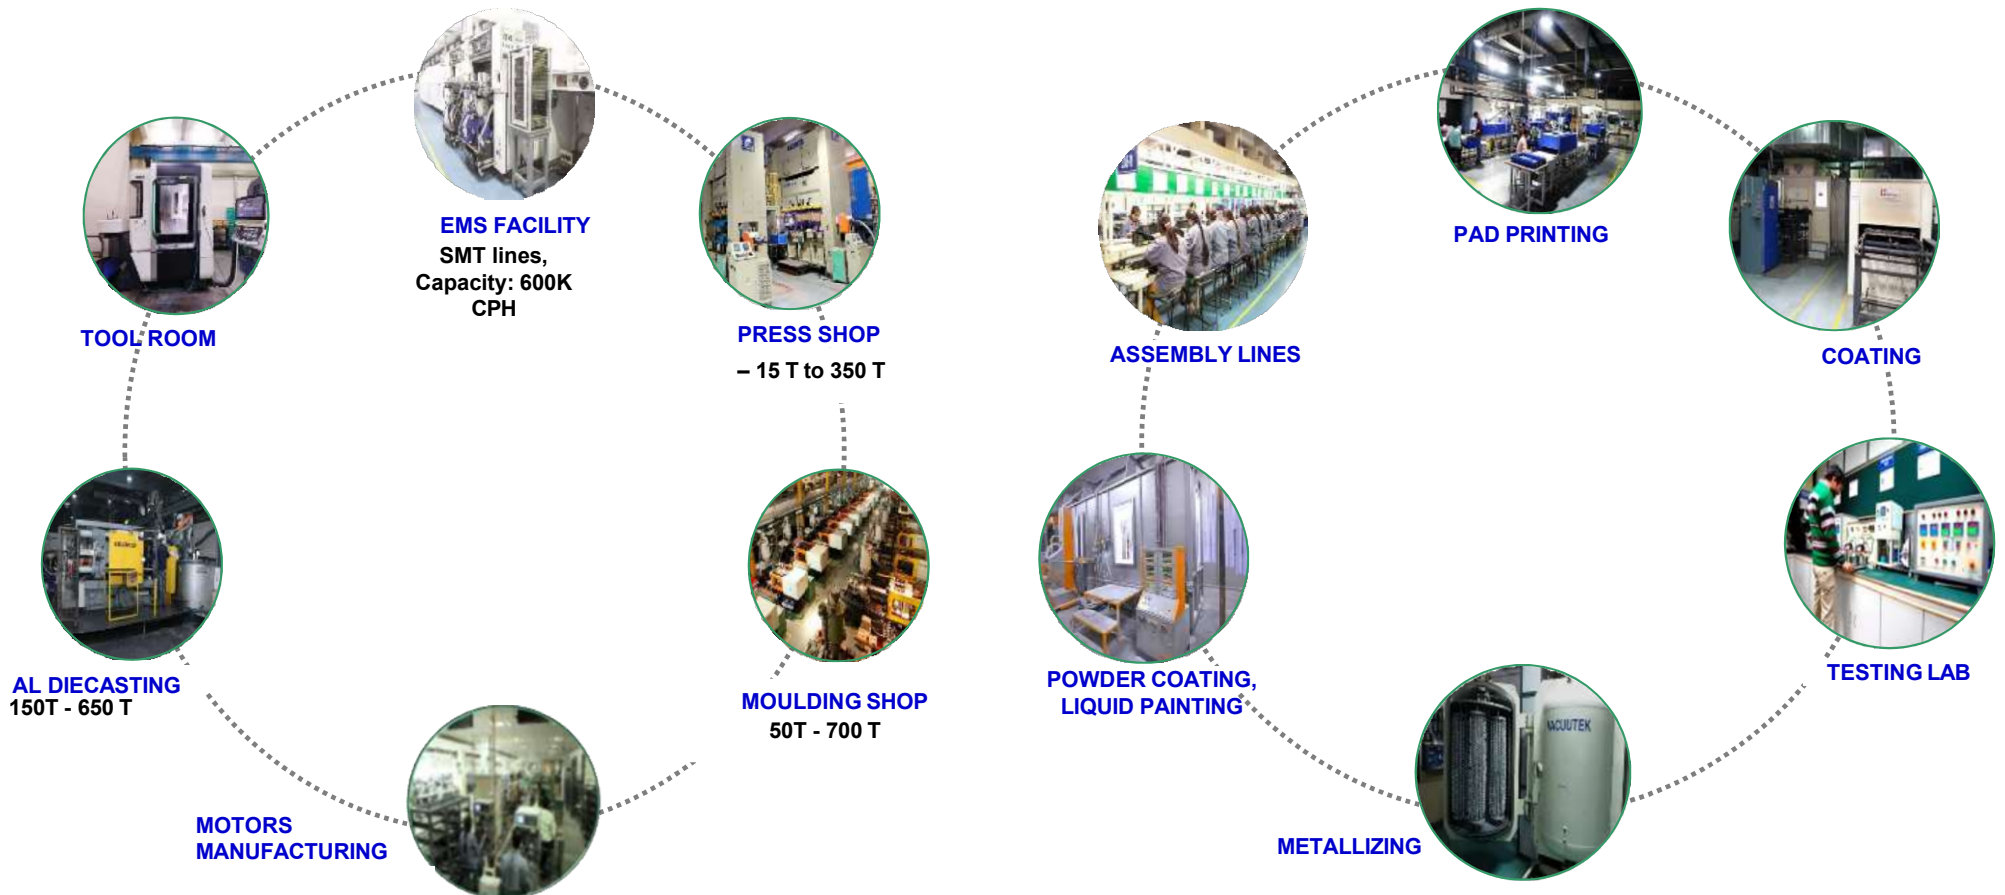 EMS FACILITY
SMT lines,
Capacity: 600K
CPH
TOOL ROOM
PRESS SHOP
– 15 T to 350 T
AL DIECASTING
150T - 650 T
MOULDING SHOP
50T - 700 T
MOTORS
MANUFACTURING
PAD PRINTING
ASSEMBLY LINES
COATING
POWDER COATING,
LIQUID PAINTING
TESTING LAB
METALLIZING